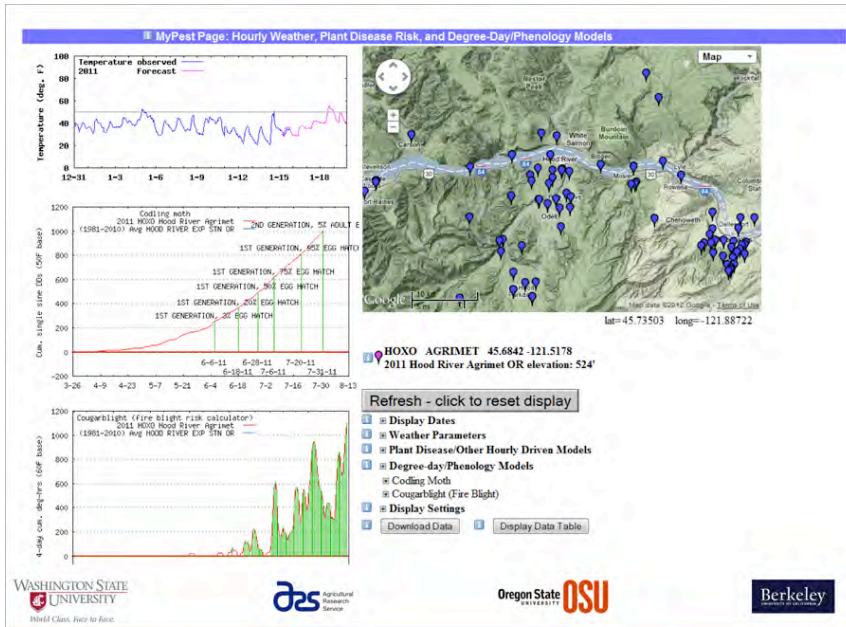 MyPest Page: Hourly Weather, Plant Disease Risk, and Degree-Day/Phenology Models
Temperature (deg. F)
100
80
60
40
20
0
Temperature observed
2011 Forecast
12-31 1-3 1-6 1-9 1-12 1-15 1-18
Cum. single sine DDs (50F base)
1200
1000
800
600
400
200
0
-200
Codling moth
2011 HOXO Hood River Agrimet
(1981-2010) Avg HOOD RIVER EXP STN OR
2ND GENERATION, 5% ADULT E
1ST GENERATION, 95% EGG HATCH
1ST GENERATION, 75% EGG HATCH
1ST GENERATION, 50% EGG HATCH
1ST GENERATION, 20% EGG HATCH
1ST GENERATION, 3% EGG HATCH
6-6-11 6-28-11 7-20-11
6-18-11 7-6-11 7-31-11
3-26 4-9 4-23 5-7 5-21 6-4 6-18 7-2 7-16 7-30 8-13
4-day cum. deg-hrs (60F base)
1200
1000
800
600
400
200
0
Cougarblight (fire blight risk calculator)
2011 HOXO Hood River Agrimet
(1981-2010) Avg HOOD RIVER EXP STN OR
Map
Carson
White Salmon
Burdoin Mountain
Hood River
Bingen
Mosier
Lyle
Rowena
Chenoweth
Odell
84
30
84
30
Google
Map data ©2012 Google - Terms of Use
lat=45.73503 long=-121.88722
HOXO AGRIMET 45.6842 -121.5178
2011 Hood River Agrimet OR elevation: 524'
Refresh - click to reset display
Display Dates
Weather Parameters
Plant Disease/Other Hourly Driven Models
Degree-day/Phenology Models
Codling Moth
Cougarblight (Fire Blight)
Display Settings
Download Data
Display Data Table
WASHINGTON STATE
UNIVERSITY
World Class. Face to Face.
ars
Agricultural
Research
Service
Oregon State
UNIVERSITY
OSU
Berkeley
UNIVERSITY OF CALIFORNIA